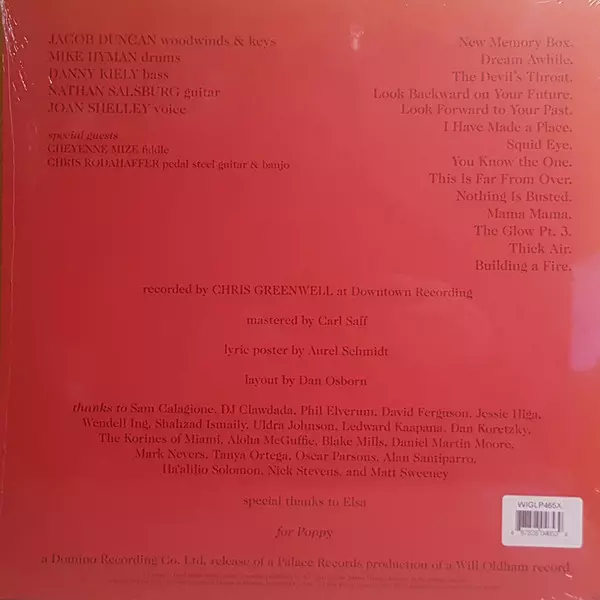 JACOB DUNCAN woodwinds & keys
MIKE HYMAN drums
DANNY KIELY bass
NATHAN SALSBURG guitar
JOAN SHELLEY voice
special guests
CHEYENNE MIZE fiddle
CHRIS RODAHAFFER pedal steel guitar & banjo
New Memory Box.
Dream Awhile.
The Devil's Throat.
Look Backward on Your Future,
Look Forward to Your Past.
I Have Made a Place.
Squid Eye.
You Know the One.
This Is Far From Over.
Nothing Is Busted.
Mama Mama.
The Glow Pt. 3.
Thick Air.
Building a Fire.
recorded by CHRIS GREENWELL at Downtown Recording
mastered by Carl Saff
lyric poster by Aurel Schmidt
layout by Dan Osborn
thanks to Sam Calagione, DJ Clawdada, Phil Elverum, David Ferguson, Jessie Higa,
Wendell Ing, Shahzad Ismaily, Uldra Johnson, Ledward Kaapana, Dan Koretzky,
The Korines of Miami, Aloha McGuffie, Blake Mills, Daniel Martin Moore,
Mark Nevers, Tanya Ortega, Oscar Parsons, Alan Santiparro,
Ha'alilio Solomon, Nick Stevens, and Matt Sweeney
special thanks to Elsa
for Poppy
WIGLP465X
a Domino Recording Co. Ltd. release of a Palace Records production of a Will Oldham record